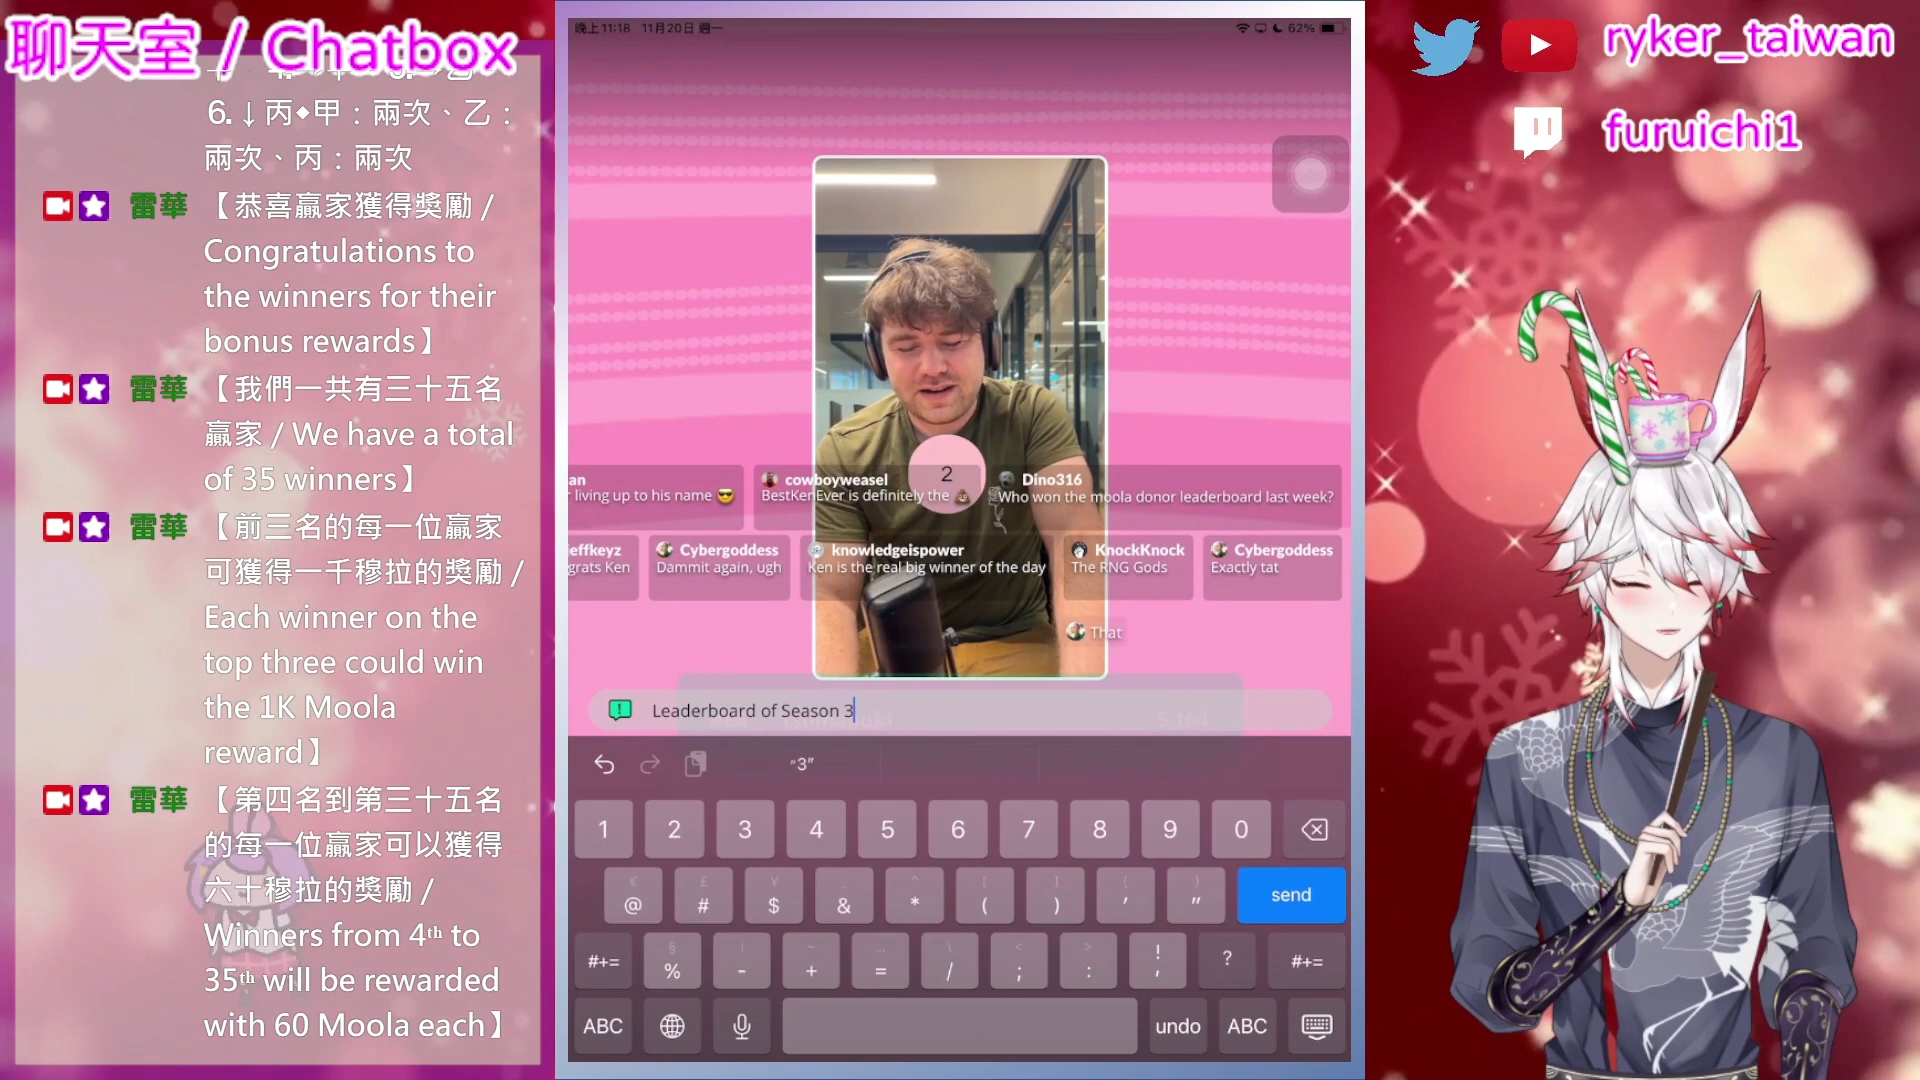 聊天室 / Chatbox
6.↓丙◆甲：兩次、乙：
兩次、丙：兩次
雷華 【恭喜贏家獲得獎勵 /
Congratulations to
the winners for their
bonus rewards】
雷華 【我們一共有三十五名
贏家 / We have a total
of 35 winners】
雷華 【前三名的每一位贏家
可獲得一千穆拉的獎勵 /
Each winner on the
top three could win
the 1K Moola
reward】
雷華 【第四名到第三十五名
的每一位贏家可以獲得
六十穆拉的獎勵 /
Winners from 4th to
35th will be rewarded
with 60 Moola each】
晚上11:18 11月20日 週一
62%
living up to his name 😎
cowboyweasel
BestKenEver is definitely the 💩
2
Dino316
Who won the moola donor leaderboard last week?
effkeyz
grats Ken
Cybergoddess
Dammit again, ugh
knowledgeispower
Ken is the real big winner of the day
KnockKnock
The RNG Gods
Cybergoddess
Exactly tat
That
Leaderboard of Season 3
"3"
1 2 3 4 5 6 7 8 9 0
€ £ ¥ _ ^ [ ] { }
@ # $ & * ( ) ' " send
§ | ~ … \ < >
#+= % - + = / ; : ! , ? #+=
ABC undo ABC
ryker_taiwan
furuichi1